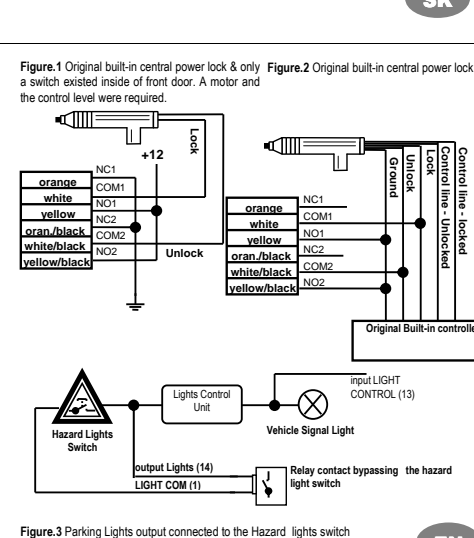 SK
Figure.1 Original built-in central power lock & only
a switch existed inside of front door. A motor and
the control level were required.
Figure.2 Original built-in central power lock
Lock
+12
NC1
orange
COM1
white
NO1
yellow
NC2
oran./black
COM2
white/black
NO2
yellow/black
Unlock
Ground
Unlock
Lock
Control line - Unlocked
Control line - locked
NC1
orange
COM1
white
NO1
yellow
NC2
oran./black
COM2
white/black
NO2
yellow/black
Original Built-in controlle
Hazard Lights
Switch
Lights Control
Unit
input LIGHT
CONTROL (13)
Vehicle Signal Light
output Lights (14)
LIGHT COM (1)
Relay contact bypassing the hazard
light switch
Figure.3 Parking Lights output connected to the Hazard lights switch